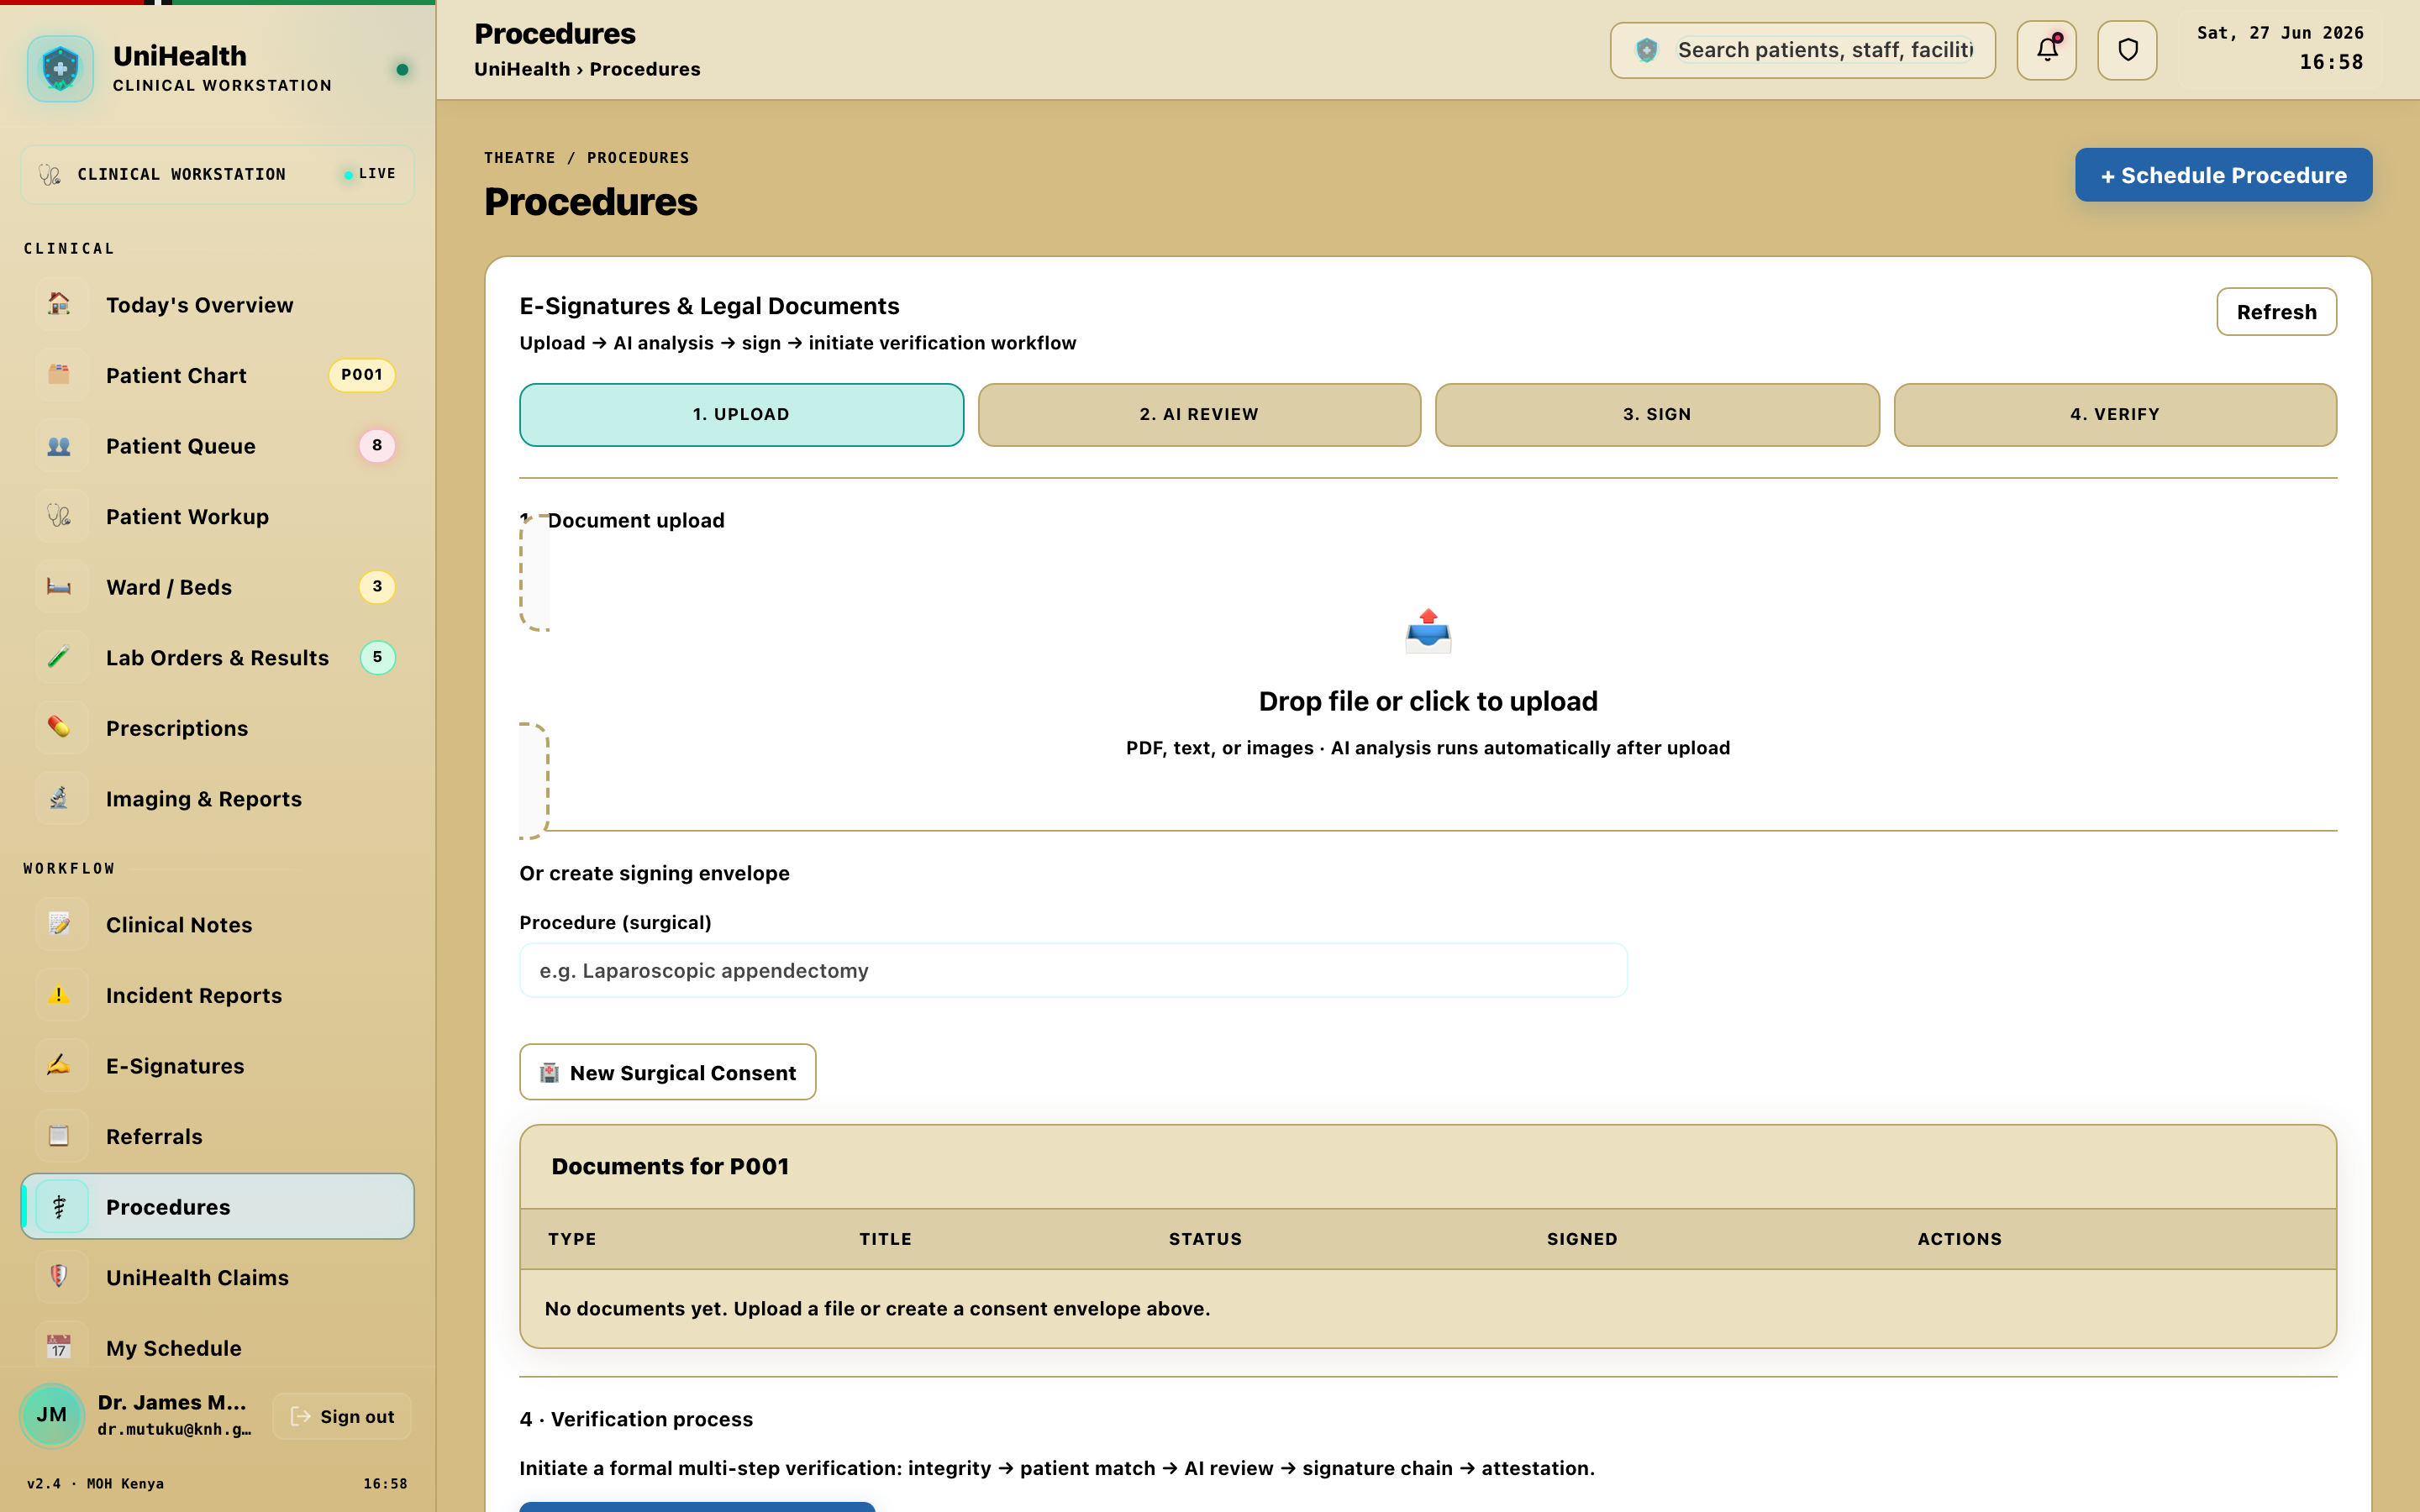 UniHealth
CLINICAL WORKSTATION
CLINICAL WORKSTATION
LIVE
CLINICAL
Today's Overview
Patient Chart
P001
Patient Queue
8
Patient Workup
Ward / Beds
3
Lab Orders & Results
5
Prescriptions
Imaging & Reports
WORKFLOW
Clinical Notes
Incident Reports
E-Signatures
Referrals
Procedures
UniHealth Claims
17
My Schedule
JM
Dr. James M...
dr.mutuku@knh.g…
Sign out
v2.4 · MOH Kenya
16:58
Procedures
UniHealth › Procedures
Search patients, staff, faciliti
Sat, 27 Jun 2026
16:58
THEATRE / PROCEDURES
Procedures
+ Schedule Procedure
E-Signatures & Legal Documents
Upload → AI analysis → sign → initiate verification workflow
Refresh
1. UPLOAD
2. AI REVIEW
3. SIGN
4. VERIFY
Document upload
Drop file or click to upload
PDF, text, or images · AI analysis runs automatically after upload
Or create signing envelope
Procedure (surgical)
e.g. Laparoscopic appendectomy
New Surgical Consent
Documents for P001
TYPE
TITLE
STATUS
SIGNED
ACTIONS
No documents yet. Upload a file or create a consent envelope above.
4 · Verification process
Initiate a formal multi-step verification: integrity → patient match → AI review → signature chain → attestation.